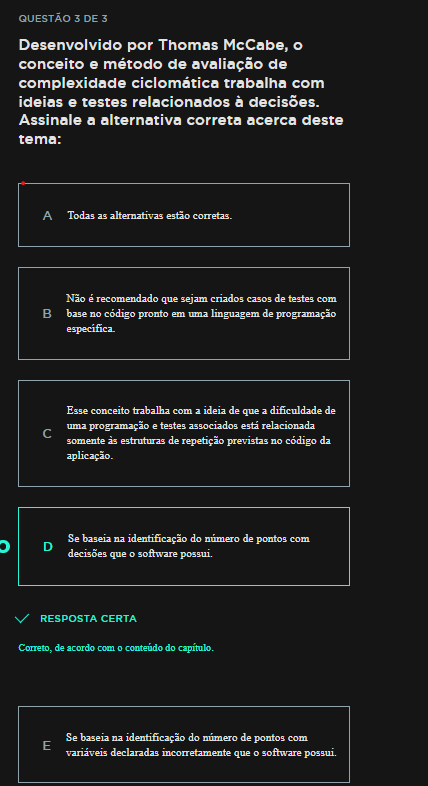 QUESTÃO 3 DE 3
Desenvolvido por Thomas McCabe, o
conceito e método de avaliação de
complexidade ciclomática trabalha com
ideias e testes relacionados à decisões.
Assinale a alternativa correta acerca deste
tema:
A Todas as alternativas estão corretas.
B Não é recomendado que sejam criados casos de testes com
base no código pronto em uma linguagem de programação
específica.
C Esse conceito trabalha com a ideia de que a dificuldade de
uma programação e testes associados está relacionada
somente às estruturas de repetição previstas no código da
aplicação.
D Se baseia na identificação do número de pontos com
decisões que o software possui.
RESPOSTA CERTA
Correto, de acordo com o conteúdo do capítulo.
E Se baseia na identificação do número de pontos com
variáveis declaradas incorretamente que o software possui.